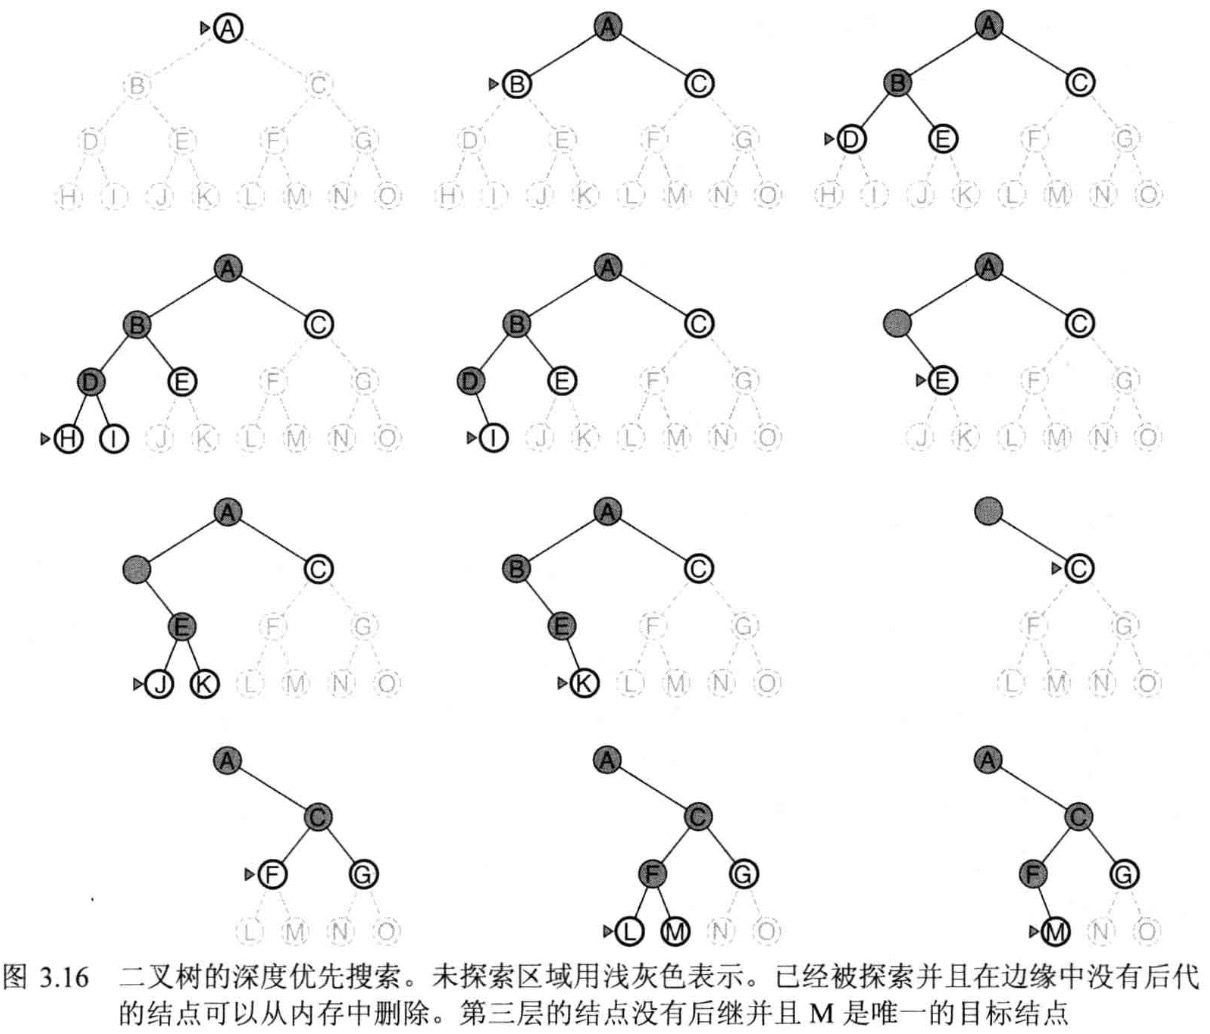 A A A
B C B C B C
D E F G D E F G D E F G
H I J K L M N O H I J K L M N O H I J K L M N O
A A A
B C B C C
D E F G D E F G E F G
H I J K L M N O I J K L M N O J K L M N O
A A
C B C C
E F G E F G F G
J K L M N O K L M N O L M N O
A A A
C C C
F G F G F G
L M N O L M N O M N O
图 3.16 二叉树的深度优先搜索。未探索区域用浅灰色表示。已经被探索并且在边缘中没有后代
的结点可以从内存中删除。第三层的结点没有后继并且 M 是唯一的目标结点